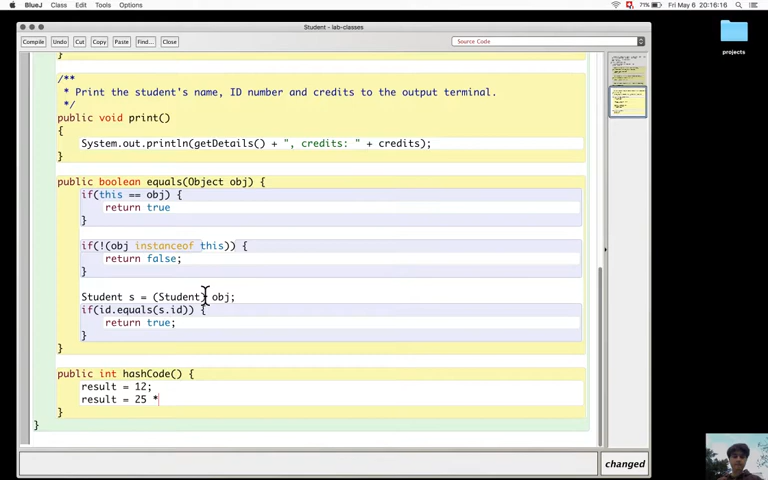 BlueJ Class Edit Tools Options
71% Fri May 6 20:16:16
Student - lab-classes
Compile Undo Cut Copy Paste Find... Close
Source Code
}
/**
* Print the student's name, ID number and credits to the output terminal.
*/
public void print()
{
System.out.println(getDetails() + ", credits: " + credits);
}
public boolean equals(Object obj) {
if(this == obj) {
return true
}
if(!(obj instanceof this)) {
return false;
}
Student s = (Student) obj;
if(id.equals(s.id)) {
return true;
}
}
public int hashCode() {
result = 12;
result = 25 *
}
}
changed
projects